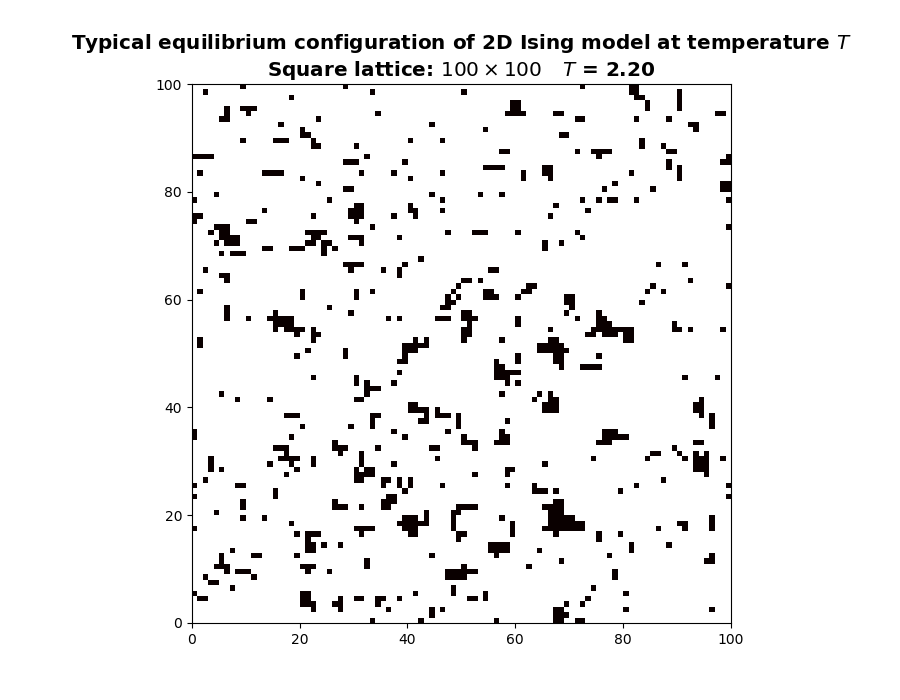 Typical equilibrium configuration of 2D Ising model at temperature T
Square lattice: 100 × 100 T = 2.20
100
80
60
40
20
0
0 20 40 60 80 100